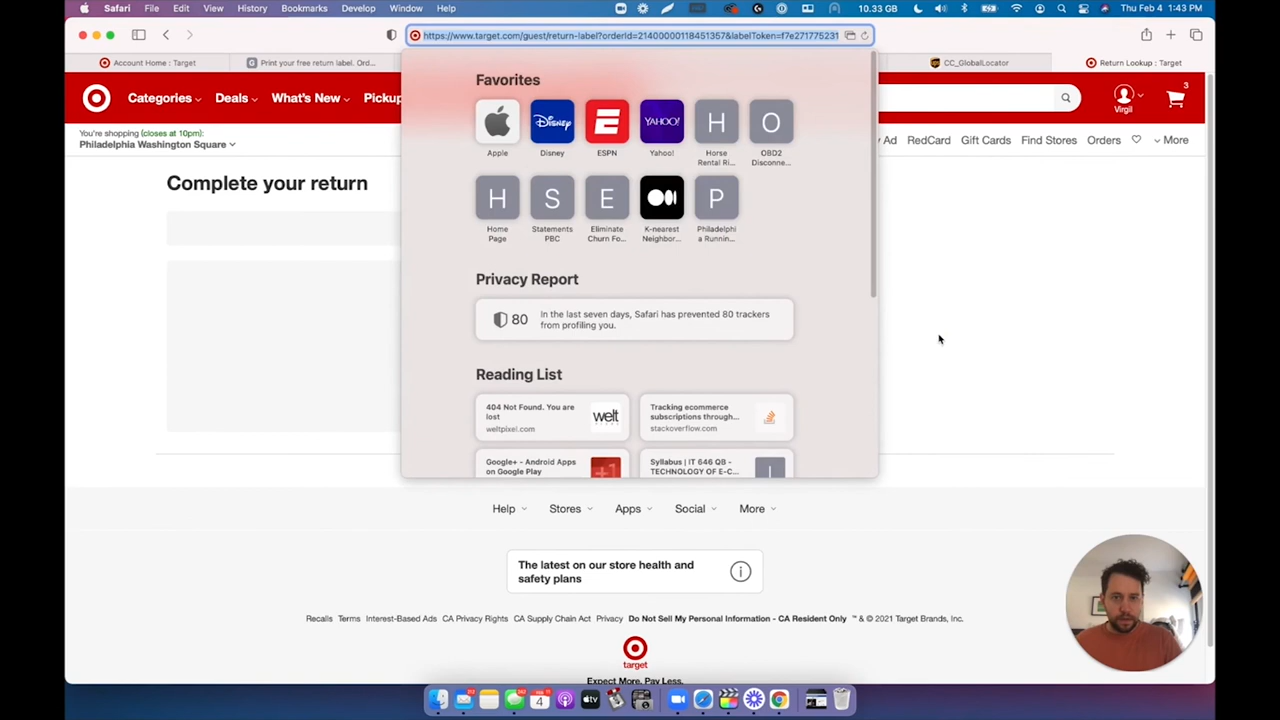 Safari File Edit View History Bookmarks Develop Window Help 10.33 GB Thu Feb 4 1:43 PM
https://www.target.com/guest/return-label?orderId=21400000118451357&labelToken=f7e271775231
Account Home : Target
Print your free return label. Ord...
CC_GlobalLocator
Return Lookup : Target
Categories Deals What's New Pickup
Virgil
3
You're shopping (closes at 10pm):
Philadelphia Washington Square
Ad RedCard Gift Cards Find Stores Orders More
Complete your return
Favorites
YAHOO!
H
O
Apple
Disney
ESPN
Yahoo!
Horse
Rental Ri...
OBD2
Disconne...
H
S
E
P
Home
Page
Statements
PBC
Eliminate
Churn Fo...
K-nearest
Neighbor...
Philadelphi
a Runnin...
Privacy Report
80
In the last seven days, Safari has prevented 80 trackers
from profiling you.
Reading List
404 Not Found. You are
lost
weltpixel.com
welt
Tracking ecommerce
subscriptions through...
stackoverflow.com
Google+ - Android Apps
on Google Play
+1
Syllabus | IT 646 QB -
TECHNOLOGY OF E-C...
Help Stores Apps Social More
The latest on our store health and
safety plans
Recalls Terms Interest-Based Ads CA Privacy Rights CA Supply Chain Act Privacy Do Not Sell My Personal Information - CA Resident Only ™ & © 2021 Target Brands, Inc.
target
Expect More. Pay Less.
4
tv